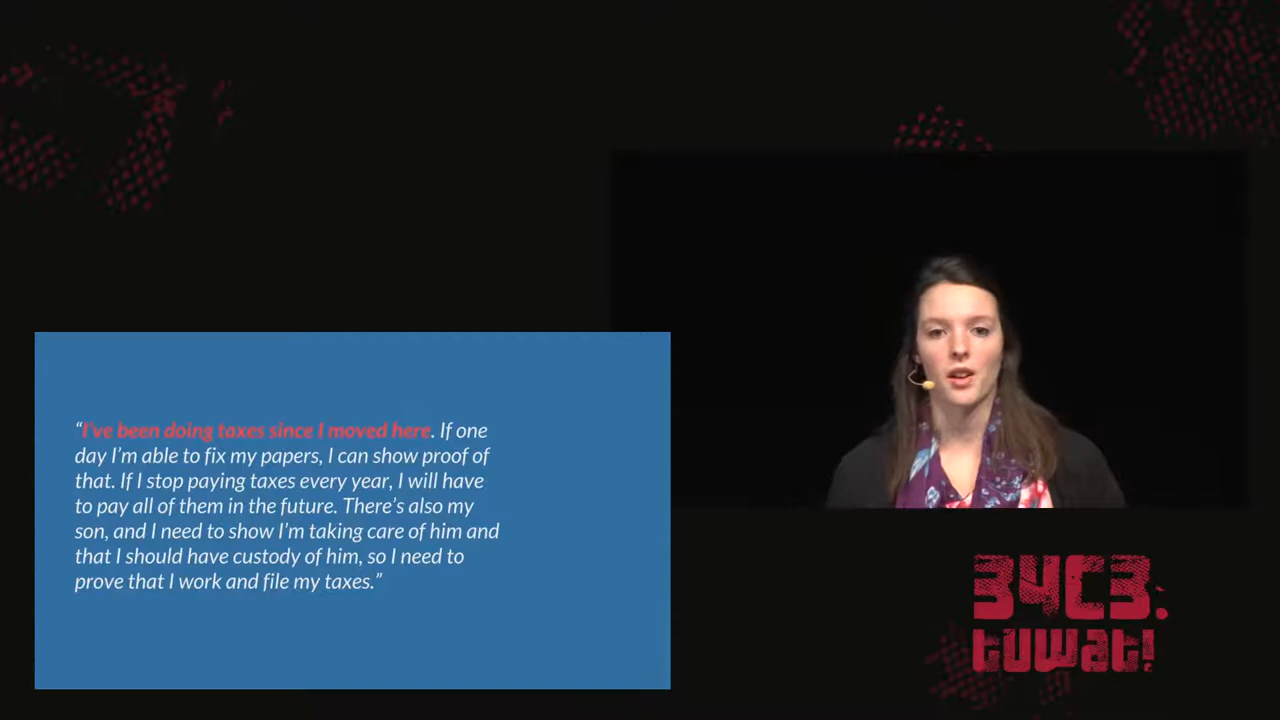 “I’ve been doing taxes since I moved here. If one
day I’m able to fix my papers, I can show proof of
that. If I stop paying taxes every year, I will have
to pay all of them in the future. There’s also my
son, and I need to show I’m taking care of him and
that I should have custody of him, so I need to
prove that I work and file my taxes.”
34C3.
tuwat!